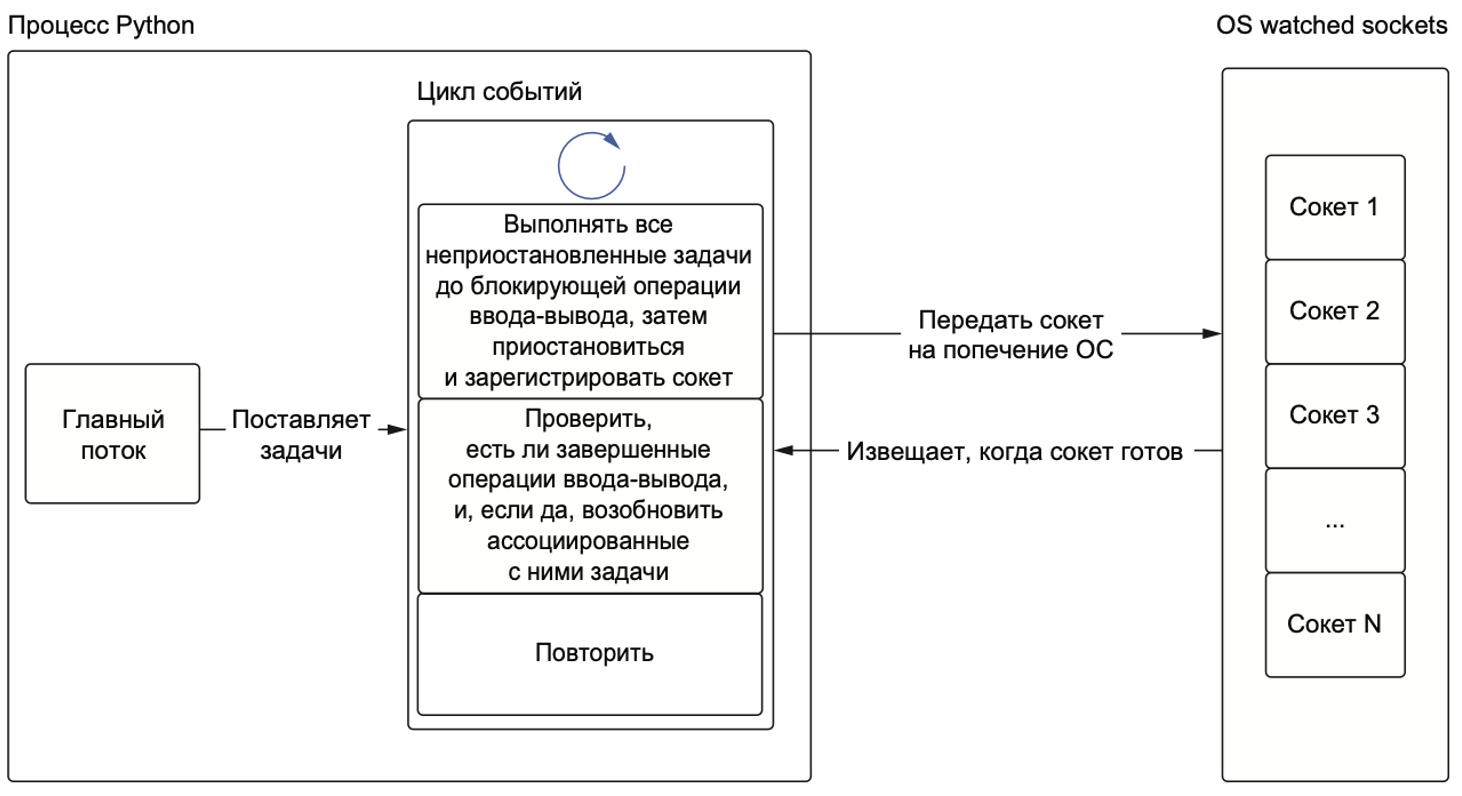 Процесс Python
OS watched sockets
Цикл событий
Выполнять все
неприостановленные задачи
до блокирующей операции
ввода-вывода, затем
приостановиться
и зарегистрировать сокет
Проверить,
есть ли завершенные
операции ввода-вывода,
и, если да, возобновить
ассоциированные
с ними задачи
Повторить
Главный
поток
Поставляет
задачи
Передать сокет
на попечение ОС
Извещает, когда сокет готов
Сокет 1
Сокет 2
Сокет 3
...
Сокет N